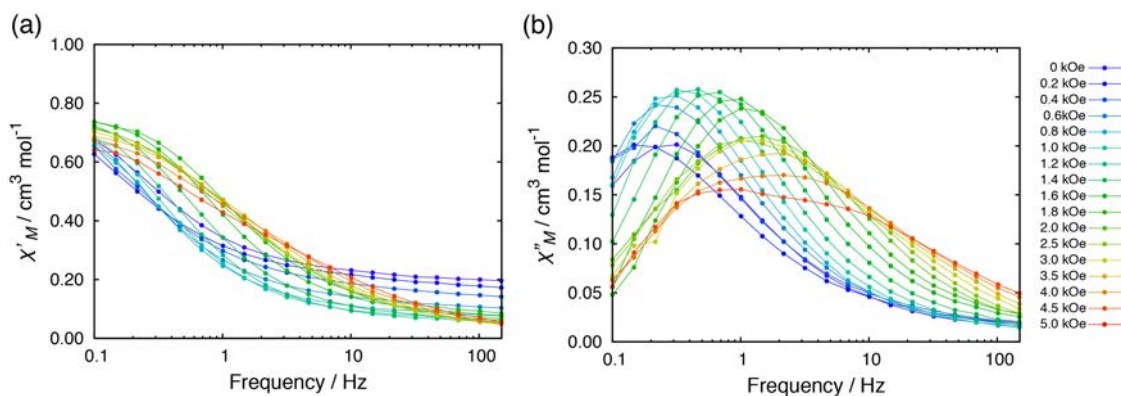 (a)
1.00
0.80
0.60
0.40
0.20
0.00
χ′M / cm3 mol-1
0.1 1 10 100
Frequency / Hz
(b)
0.30
0.25
0.20
0.15
0.10
0.05
0.00
χ″M / cm3 mol-1
0.1 1 10 100
Frequency / Hz
0 kOe
0.2 kOe
0.4 kOe
0.6kOe
0.8 kOe
1.0 kOe
1.2 kOe
1.4 kOe
1.6 kOe
1.8 kOe
2.0 kOe
2.5 kOe
3.0 kOe
3.5 kOe
4.0 kOe
4.5 kOe
5.0 kOe